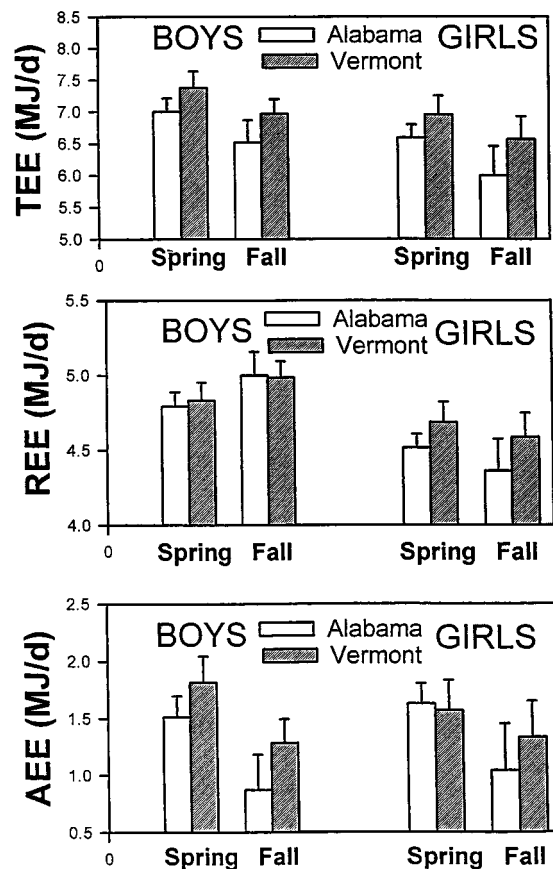 TEE (MJ/d)
8.5
8.0
7.5
7.0
6.5
6.0
5.5
5.0
0
BOYS
Alabama
Vermont
GIRLS
Spring Fall Spring Fall
REE (MJ/d)
5.5
5.0
4.5
4.0
0
BOYS
Alabama
Vermont
GIRLS
Spring Fall Spring Fall
AEE (MJ/d)
2.5
2.0
1.5
1.0
0.5
0
BOYS
Alabama
Vermont
GIRLS
Spring Fall Spring Fall